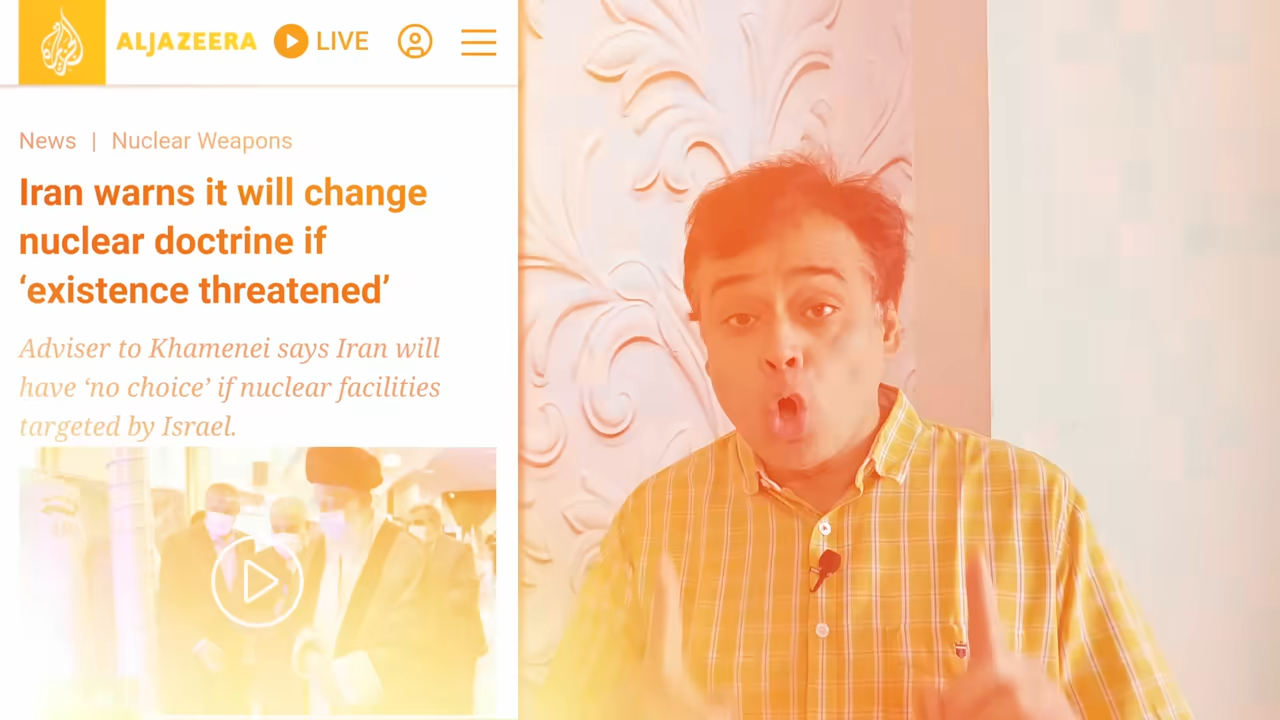 ALJAZEERA LIVE
News | Nuclear Weapons
Iran warns it will change
nuclear doctrine if
‘existence threatened’
Adviser to Khamenei says Iran will
have ‘no choice’ if nuclear facilities
targeted by Israel.